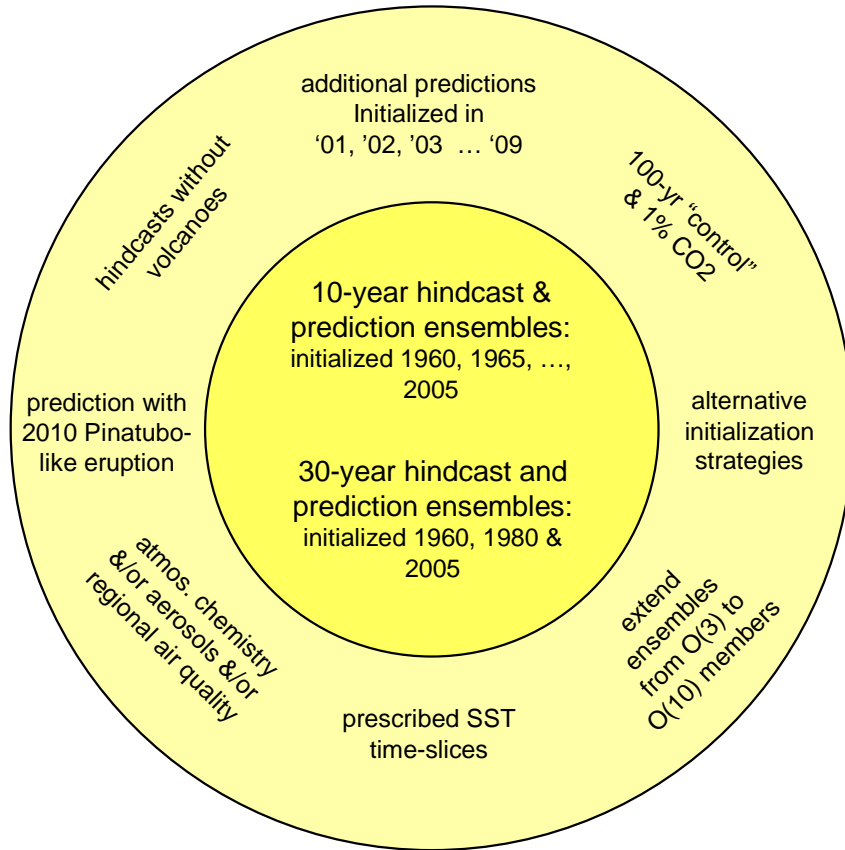 additional predictions
Initialized in
‘01, ’02, ’03 … ‘09
hindcasts without
volcanoes
100-yr “control”
& 1% CO2
10-year hindcast &
prediction ensembles:
initialized 1960, 1965, …,
2005
prediction with
2010 Pinatubo-
like eruption
alternative
initialization
strategies
30-year hindcast and
prediction ensembles:
initialized 1960, 1980 &
2005
atmos. chemistry
&/or aerosols &/or
regional air quality
extend
ensembles
from O(3) to
O(10) members
prescribed SST
time-slices